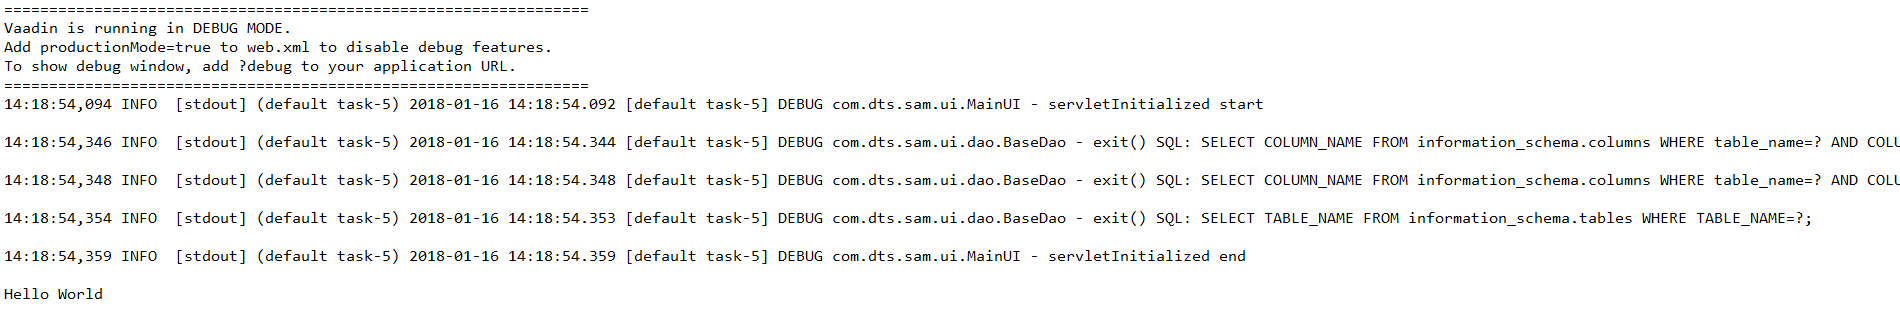 =================================================================
Vaadin is running in DEBUG MODE.
Add productionMode=true to web.xml to disable debug features.
To show debug window, add ?debug to your application URL.
=================================================================
14:18:54,094 INFO  [stdout] (default task-5) 2018-01-16 14:18:54.092 [default task-5] DEBUG com.dts.sam.ui.MainUI - servletInitialized start
14:18:54,346 INFO  [stdout] (default task-5) 2018-01-16 14:18:54.344 [default task-5] DEBUG com.dts.sam.ui.dao.BaseDao - exit() SQL: SELECT COLUMN_NAME FROM information_schema.columns WHERE table_name=? AND COLU
14:18:54,348 INFO  [stdout] (default task-5) 2018-01-16 14:18:54.348 [default task-5] DEBUG com.dts.sam.ui.dao.BaseDao - exit() SQL: SELECT COLUMN_NAME FROM information_schema.columns WHERE table_name=? AND COLU
14:18:54,354 INFO  [stdout] (default task-5) 2018-01-16 14:18:54.353 [default task-5] DEBUG com.dts.sam.ui.dao.BaseDao - exit() SQL: SELECT TABLE_NAME FROM information_schema.tables WHERE TABLE_NAME=?;
14:18:54,359 INFO  [stdout] (default task-5) 2018-01-16 14:18:54.359 [default task-5] DEBUG com.dts.sam.ui.MainUI - servletInitialized end
Hello World